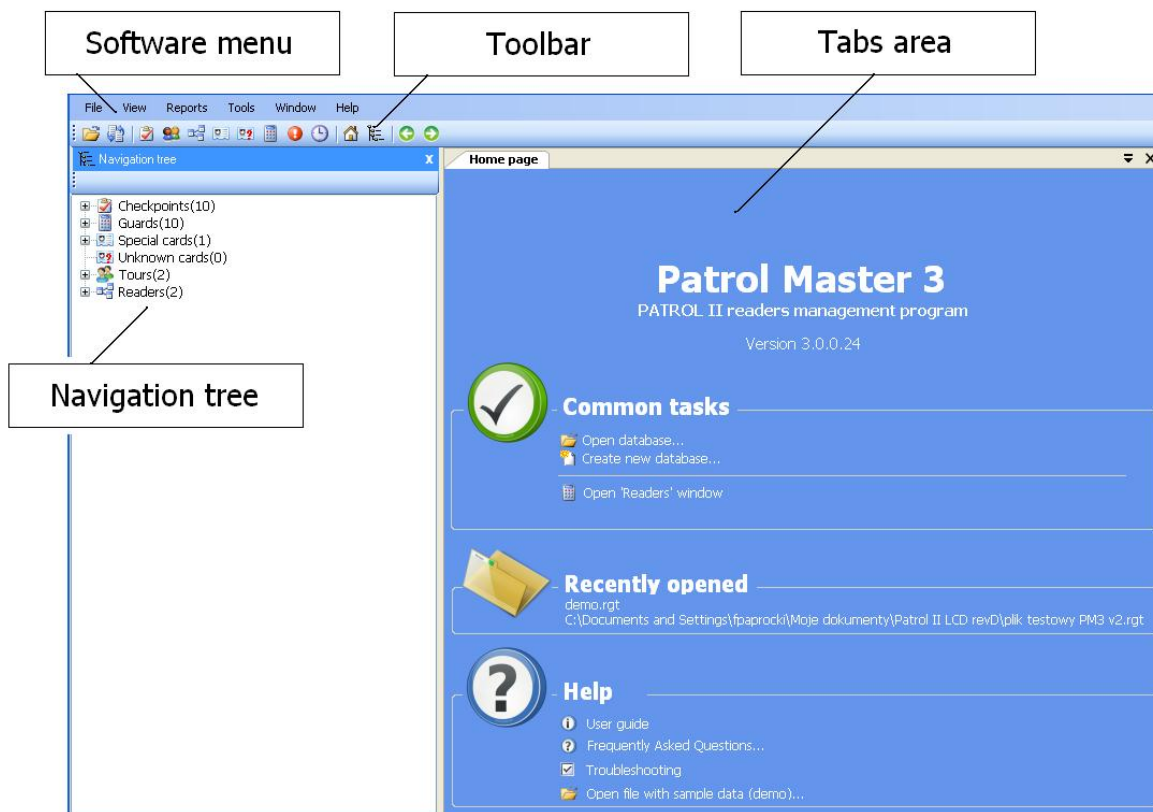 Software menu
Toolbar
Tabs area
File View Reports Tools Window Help
Navigation tree
Home page
Checkpoints(10)
Guards(10)
Special cards(1)
Unknown cards(0)
Tours(2)
Readers(2)
Navigation tree
Patrol Master 3
PATROL II readers management program
Version 3.0.0.24
Common tasks
Open database...
Create new database...
Open 'Readers' window
Recently opened
demo.rgt
C:\Documents and Settings\fpaprocki\Moje dokumenty\Patrol II LCD revD\plik testowy PM3 v2.rgt
Help
User guide
Frequently Asked Questions...
Troubleshooting
Open file with sample data (demo)...